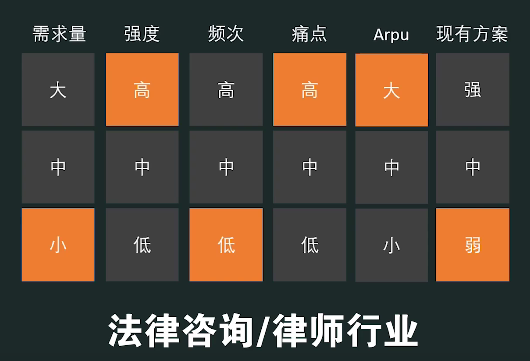 需求量 强度 频次 痛点 Arpu 现有方案
大 高 高 高 大 强
中 中 中 中 中 中
小 低 低 低 小 弱
法律咨询/律师行业